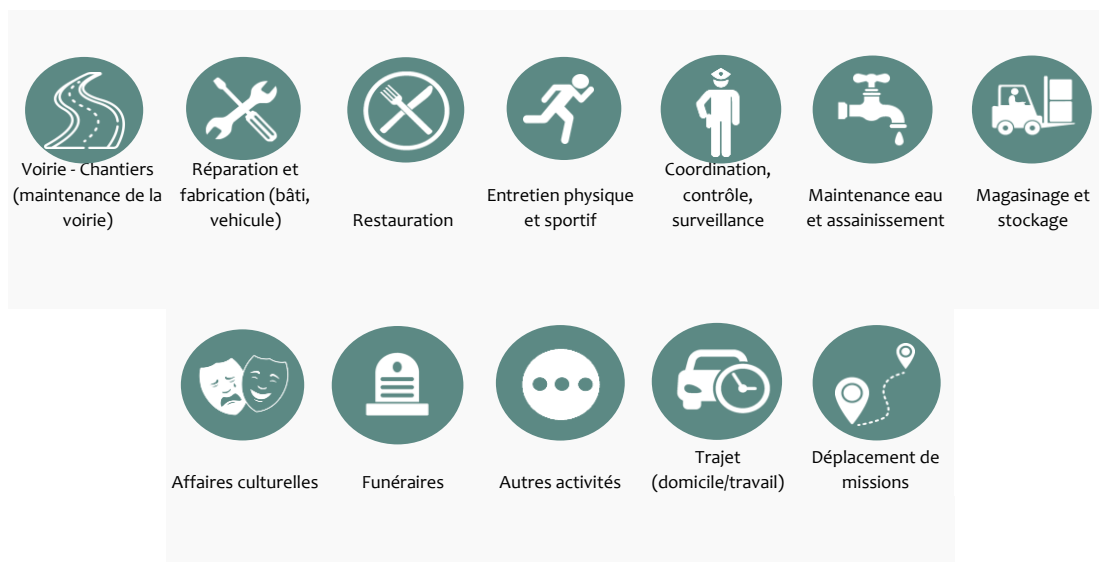 Voirie - Chantiers
(maintenance de la
voirie)
Réparation et
fabrication (bâti,
vehicule)
Restauration
Entretien physique
et sportif
Coordination,
contrôle,
surveillance
Maintenance eau
et assainissement
Magasinage et
stockage
Affaires culturelles
Funéraires
Autres activités
Trajet
(domicile/travail)
Déplacement de
missions